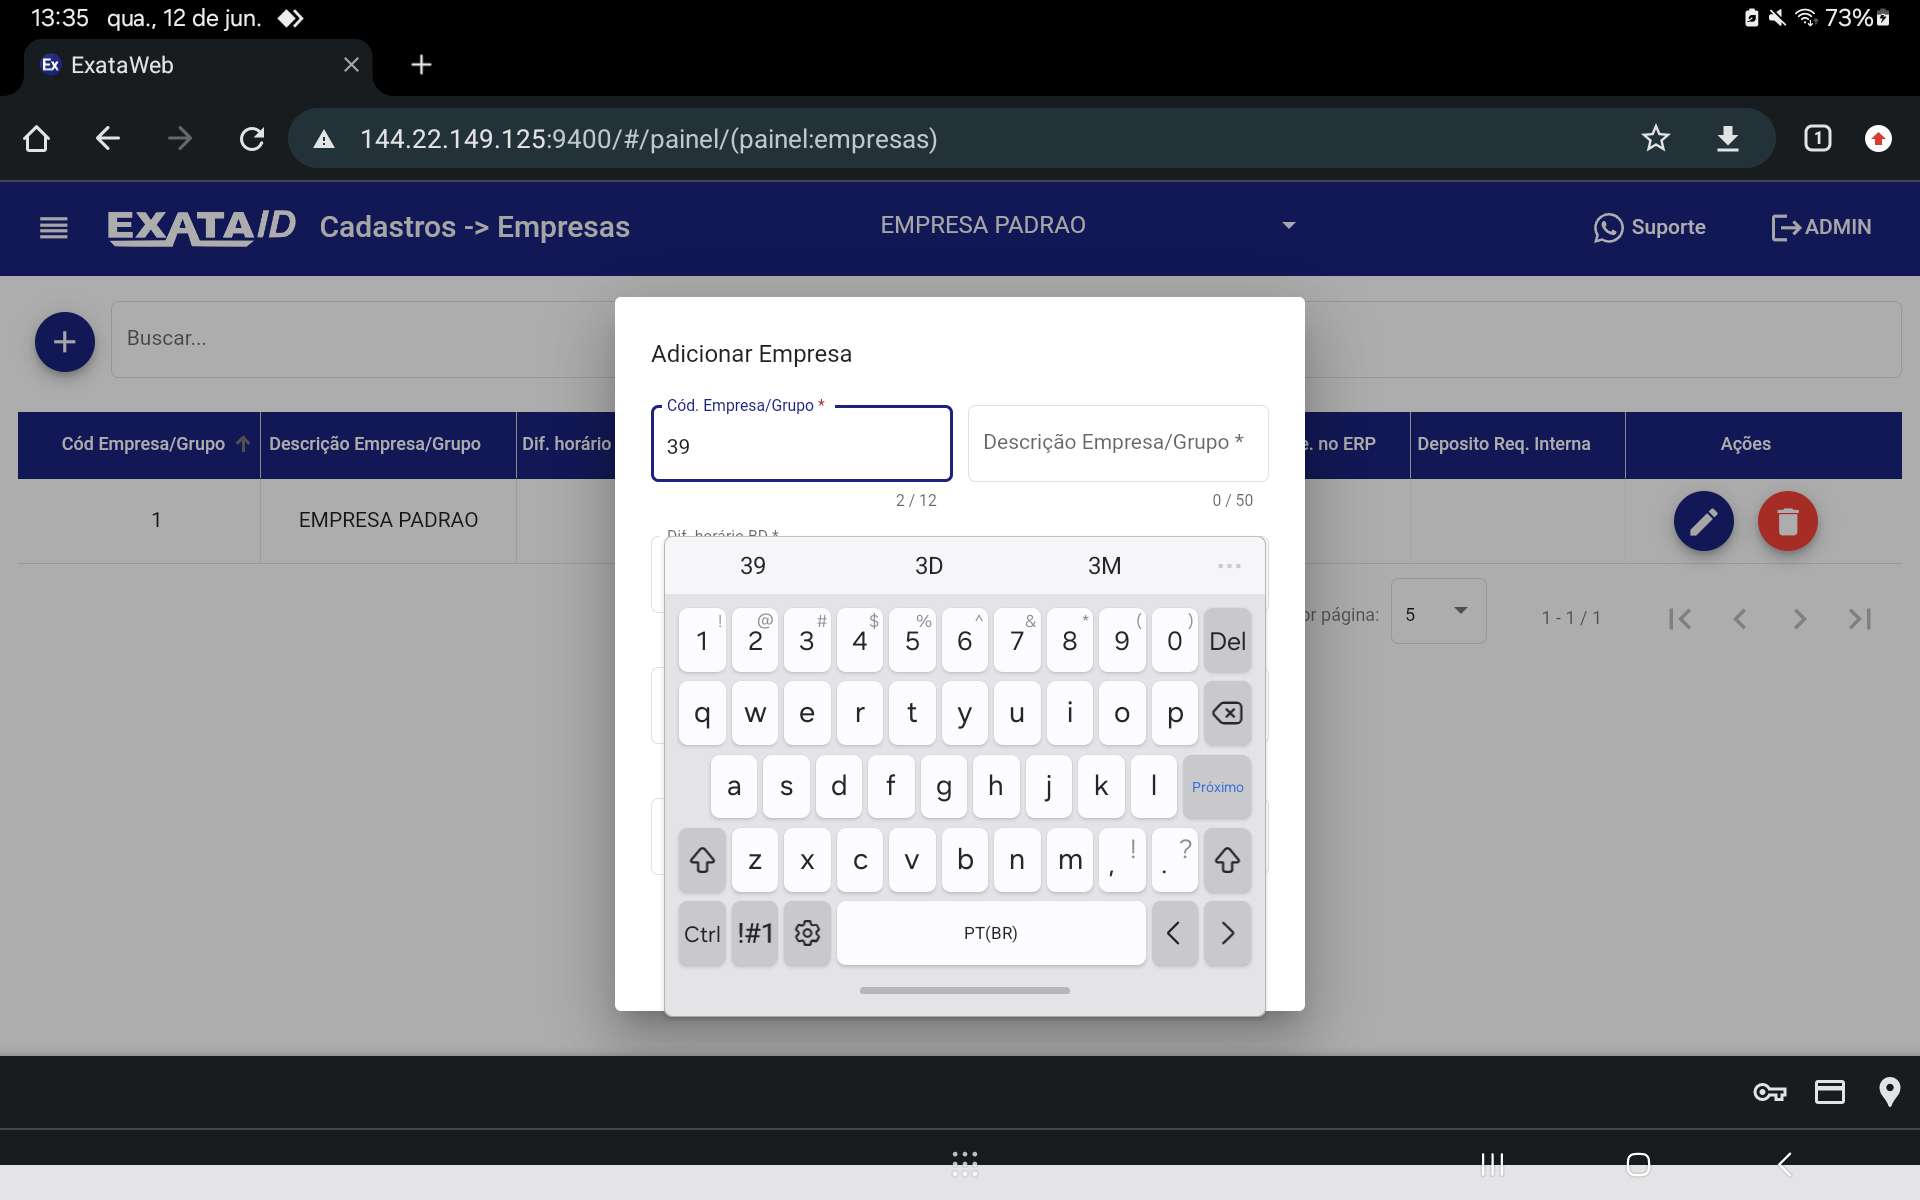 13:35 qua., 12 de jun. 73%
Ex ExataWeb
144.22.149.125:9400/#/painel/(painel:empresas) 1
EXATA/D Cadastros -> Empresas EMPRESA PADRAO Suporte ADMIN
Buscar...
Adicionar Empresa
Cód. Empresa/Grupo *
39
Descrição Empresa/Grupo *
2 / 12
0 / 50
Cód Empresa/Grupo Descrição Empresa/Grupo Dif. horário e. no ERP Deposito Req. Interna Ações
1 EMPRESA PADRAO
Dif. horário BD *
or página: 5 1 - 1 / 1
39 3D 3M ...
! @ # $ % ^ & * ( )
1 2 3 4 5 6 7 8 9 0 Del
q w e r t y u i o p
a s d f g h j k l Próximo
z x c v b n m , ! . ?
Ctrl !#1 PT(BR) < >